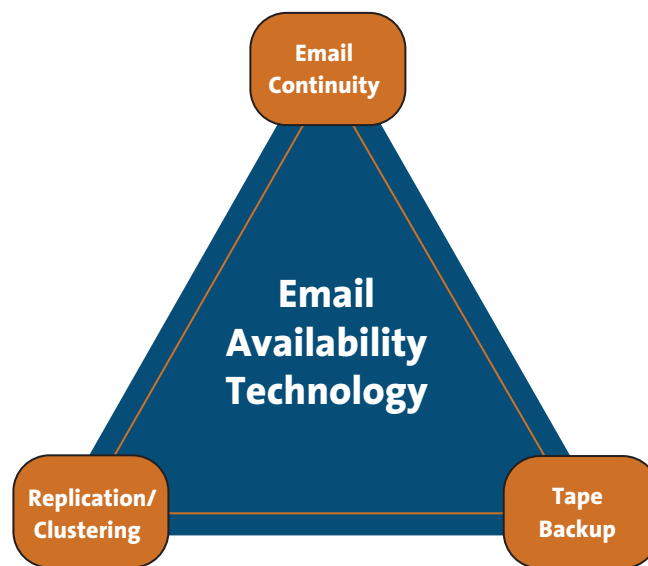 Email
Continuity
Email
Availability
Technology
Replication/
Clustering
Tape
Backup